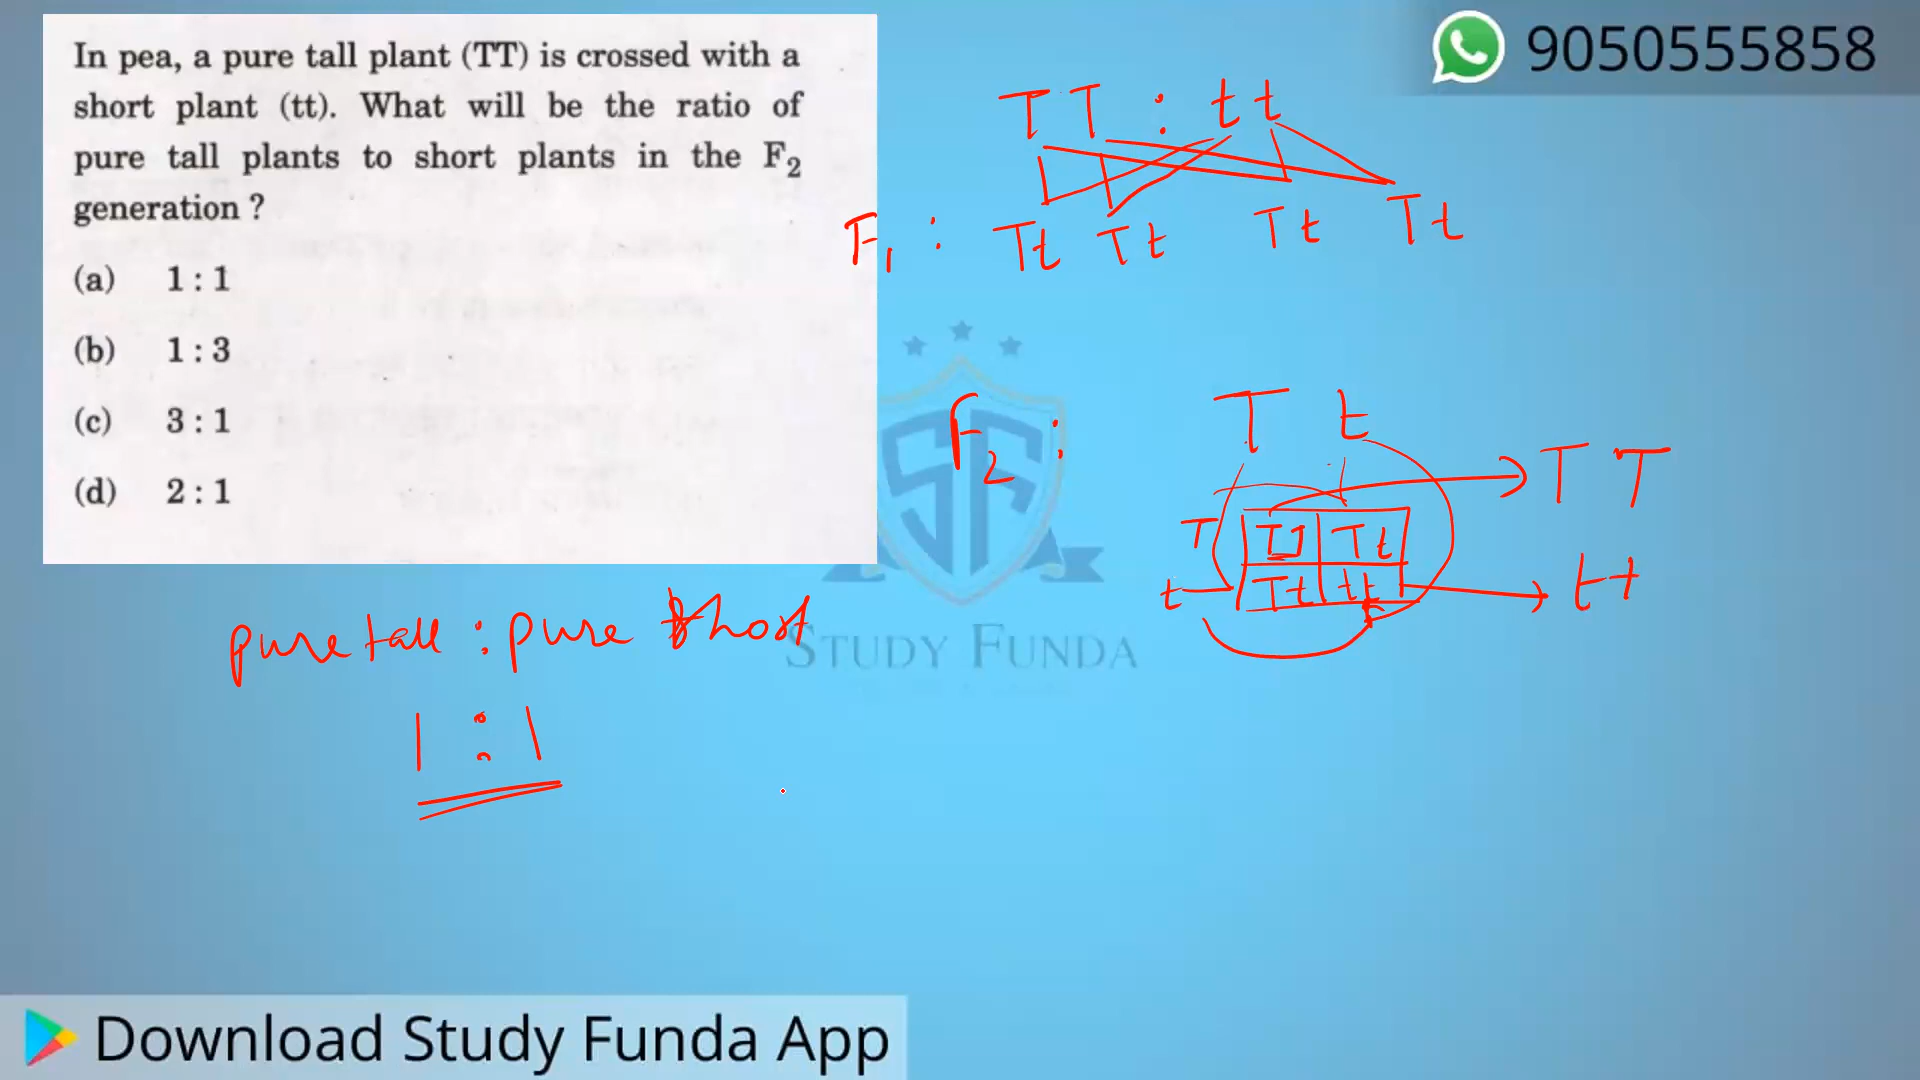 In pea, a pure tall plant (TT) is crossed with a
short plant (tt). What will be the ratio of
pure tall plants to short plants in the F2
generation ?
(a) 1 : 1
(b) 1 : 3
(c) 3 : 1
(d) 2 : 1
9050555858
T T : t t
F1 : Tt Tt Tt Tt
F2 : T t
T TT Tt
t Tt tt
T T
tt
pure tall : pure short
1 : 1
STUDY FUNDA
Download Study Funda App